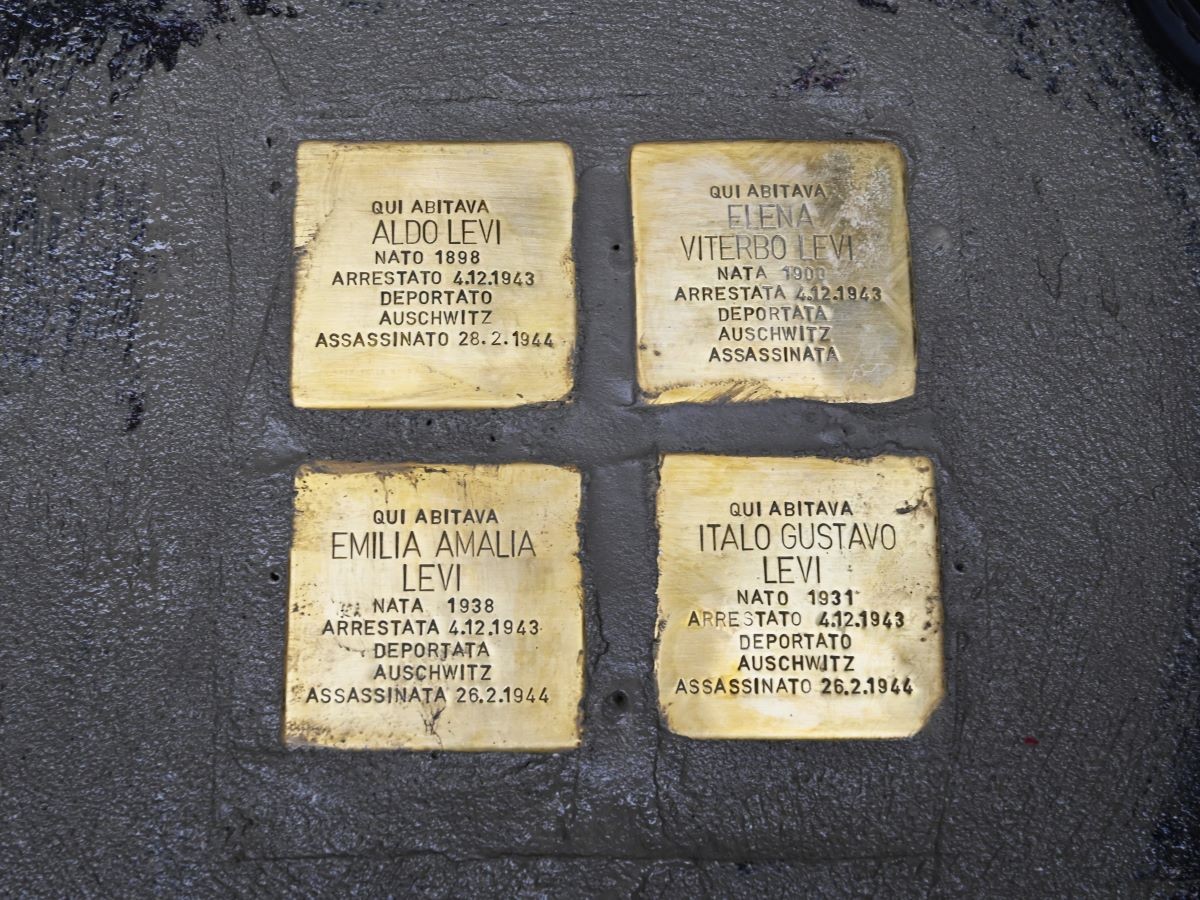 QUI ABITAVA
ALDO LEVI
NATO 1898
ARRESTATO 4.12.1943
DEPORTATO
AUSCHWITZ
ASSASSINATO 28.2.1944
QUI ABITAVA
ELENA
VITERBO LEVI
NATA 1900
ARRESTATA 4.12.1943
DEPORTATA
AUSCHWITZ
ASSASSINATA
QUI ABITAVA
EMILIA AMALIA
LEVI
NATA 1938
ARRESTATA 4.12.1943
DEPORTATA
AUSCHWITZ
ASSASSINATA 26.2.1944
QUI ABITAVA
ITALO GUSTAVO
LEVI
NATO 1931
ARRESTATO 4.12.1943
DEPORTATO
AUSCHWITZ
ASSASSINATO 26.2.1944